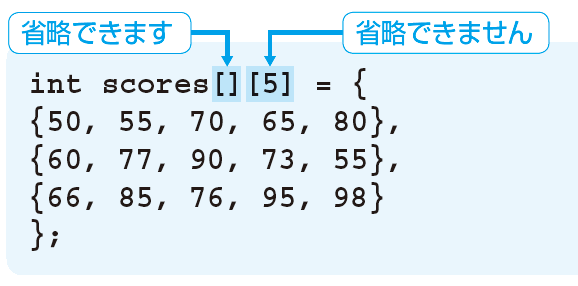 省略できます 省略できません
int scores[][5] = {
{50, 55, 70, 65, 80},
{60, 77, 90, 73, 55},
{66, 85, 76, 95, 98}
};